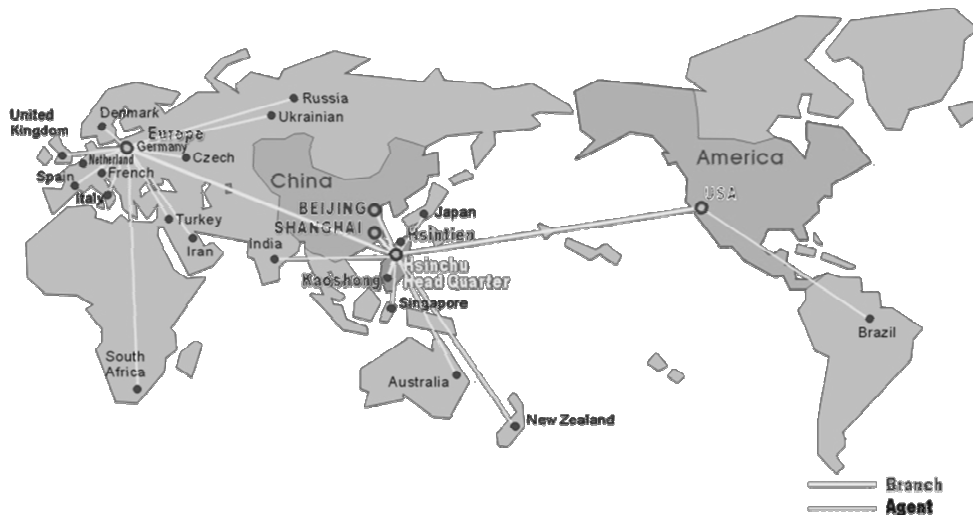 United
Kingdom
Denmark
Russia
Ukrainian
Europe
Germany
Netherland
Czech
Spain
French
Italy
Turkey
Iran
India
China
BEIJING
SHANGHAI
Japan
Hsintien
Hsinchu
Head Quarter
Kaoshong
Singapore
Australia
New Zealand
South
Africa
America
USA
Brazil
Branch
Agent